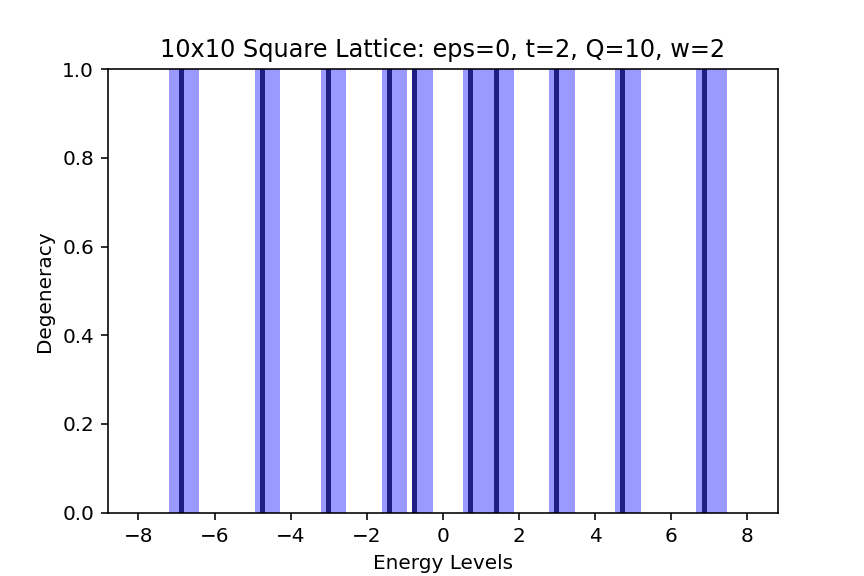 10x10 Square Lattice: eps=0, t=2, Q=10, w=2
Degeneracy
1.0
0.8
0.6
0.4
0.2
0.0
−8 −6 −4 −2 0 2 4 6 8
Energy Levels